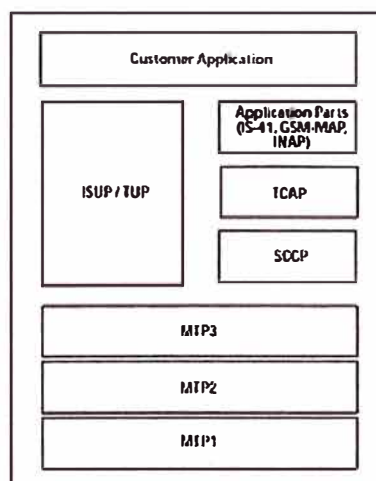 Customer Application
Application Parts
(IS-41, GSM-MAP,
INAP)
ISUP / TUP
TCAP
SCCP
MTP3
MTP2
MTP1